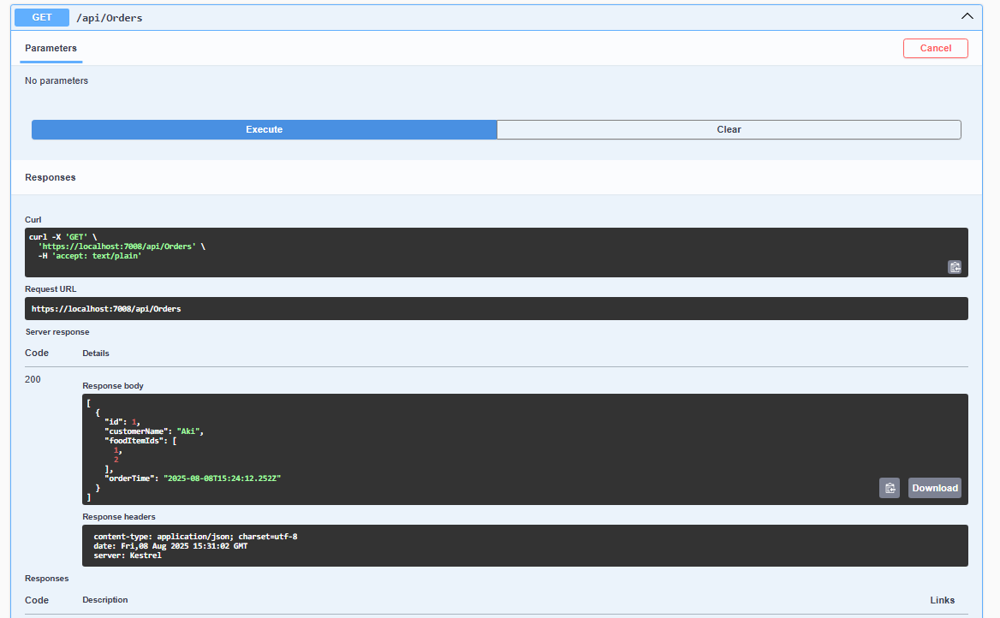 GET /api/Orders
Parameters
Cancel
No parameters
Execute
Clear
Responses
Curl
curl -X 'GET' \
  'https://localhost:7008/api/Orders' \
  -H 'accept: text/plain'
Request URL
https://localhost:7008/api/Orders
Server response
Code Details
200
Response body
[
  {
    "id": 1,
    "customerName": "Aki",
    "foodItemIds": [
      1,
      2
    ],
    "orderTime": "2025-08-08T15:24:12.252Z"
  }
]
Download
Response headers
content-type: application/json; charset=utf-8
date: Fri,08 Aug 2025 15:31:02 GMT
server: Kestrel
Responses
Code Description Links